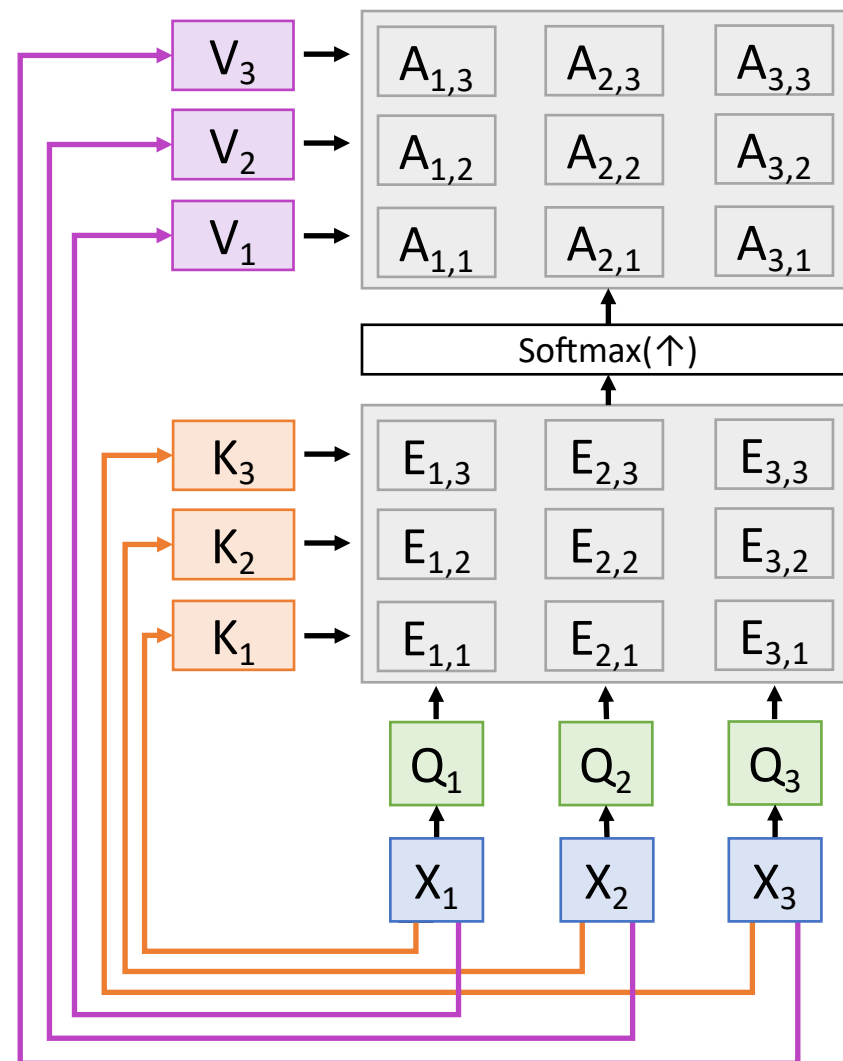 V₃ A₁,₃ A₂,₃ A₃,₃
V₂ A₁,₂ A₂,₂ A₃,₂
V₁ A₁,₁ A₂,₁ A₃,₁
Softmax(↑)
K₃ E₁,₃ E₂,₃ E₃,₃
K₂ E₁,₂ E₂,₂ E₃,₂
K₁ E₁,₁ E₂,₁ E₃,₁
Q₁ Q₂ Q₃
X₁ X₂ X₃